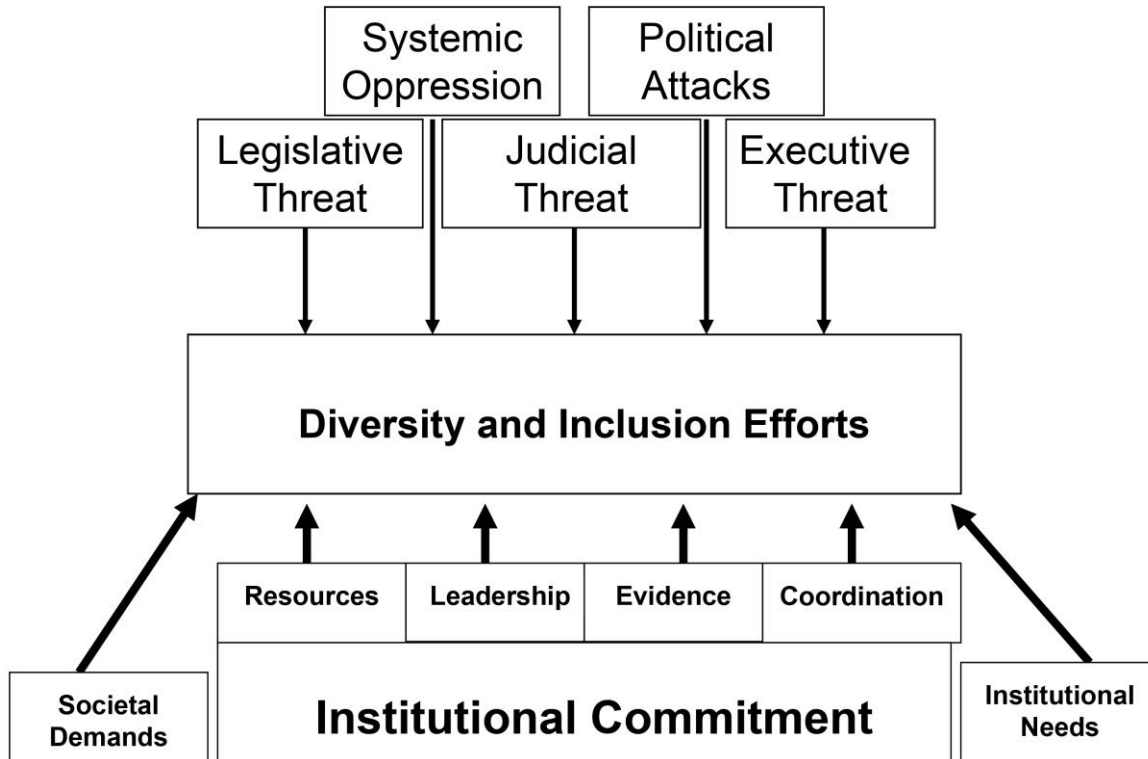 Systemic
Oppression
Political
Attacks
Legislative
Threat
Judicial
Threat
Executive
Threat
Diversity and Inclusion Efforts
Resources
Leadership
Evidence
Coordination
Societal
Demands
Institutional Commitment
Institutional
Needs